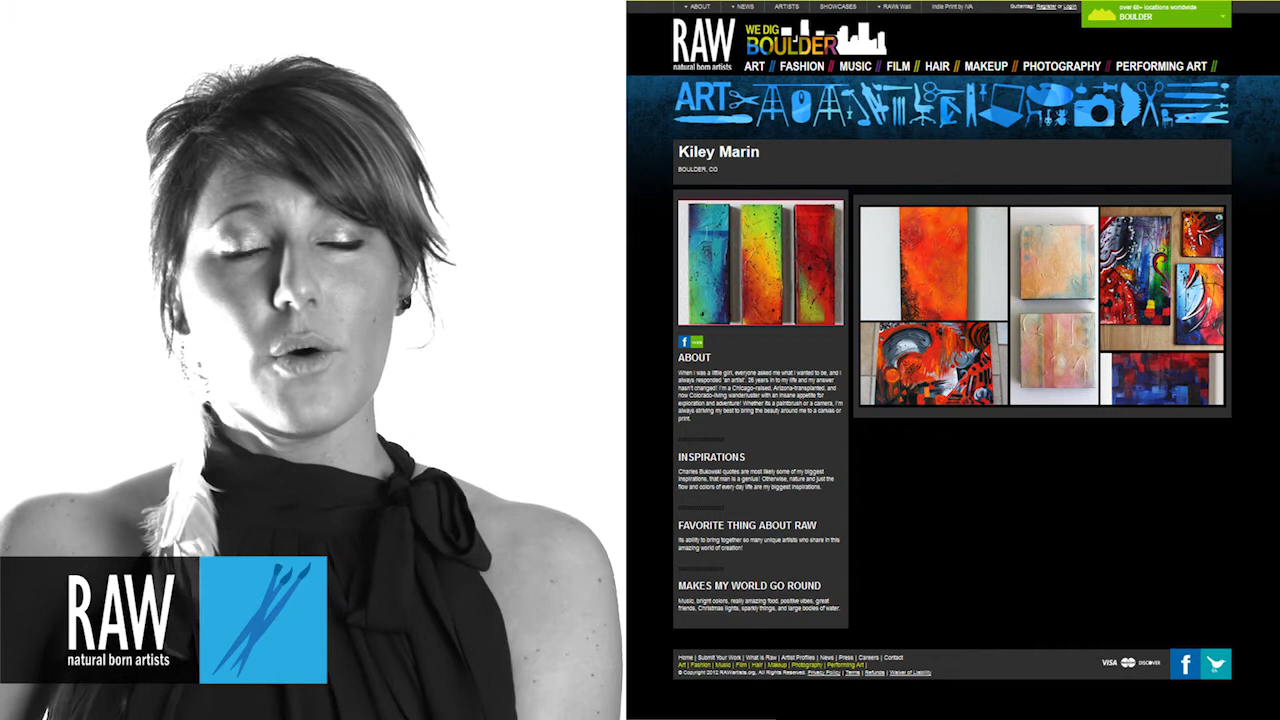 ABOUT NEWS ARTISTS SHOWCASES RAWk Wall Indie Print by IVA Guttentag! Register or Login
over 60+ locations worldwide
BOULDER
RAW
natural born artists
WE DIG
BOULDER
ART // FASHION // MUSIC // FILM // HAIR // MAKEUP // PHOTOGRAPHY // PERFORMING ART //
ART
Kiley Marin
BOULDER, CO
ABOUT
When I was a little girl, everyone asked me what I wanted to be, and I
always responded 'an artist'. 26 years in to my life and my answer
hasn't changed! I'm a Chicago-raised, Arizona-transplanted, and
now Colorado-living wanderluster with an insane appetite for
exploration and adventure! Whether its a paintbrush or a camera, I'm
always striving my best to bring the beauty around me to a canvas or
print.
INSPIRATIONS
Charles Bukowski quotes are most likely some of my biggest
inspirations, that man is a genius! Otherwise, nature and just the
flow and colors of every day life are my biggest inspirations.
FAVORITE THING ABOUT RAW
Its ability to bring together so many unique artists who share in this
amazing world of creation!
MAKES MY WORLD GO ROUND
Music, bright colors, really amazing food, positive vibes, great
friends, Christmas lights, sparkly things, and large bodies of water.
Home | Submit Your Work | What is Raw | Artist Profiles | News | Press | Careers | Contact
Art | Fashion | Music | Film | Hair | Makeup | Photography | Performing Art |
© Copyright 2012 RAWartists.org, All Rights Reserved. Privacy Policy | Terms | Refunds | Waiver of Liability
VISA DISCOVER
f
RAW
natural born artists